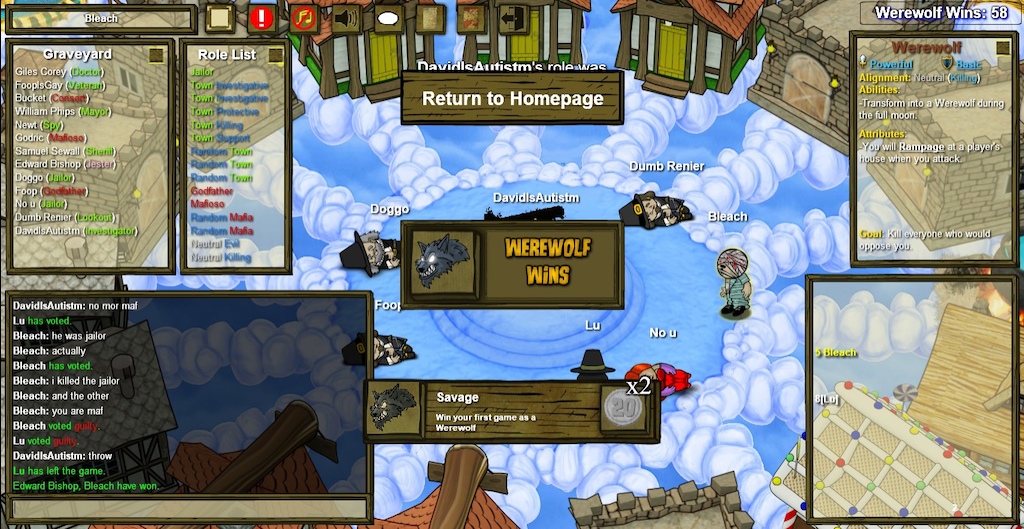 Bleach
Werewolf Wins: 58
Graveyard
Giles Corey (Doctor)
FooplsGay (Veteran)
Bucket (Consort)
William Phips (Mayor)
Newt (Spy)
Godric (Mafioso)
Samuel Sewall (Sheriff)
Edward Bishop (Jester)
Doggo (Jailor)
Foop (Godfather)
No u (Jailor)
Dumb Renier (Lookout)
DavidIsAutistm (Investigator)
Role List
Jailor
Town Investigative
Town Investigative
Town Protective
Town Killing
Town Support
Random Town
Random Town
Random Town
Godfather
Mafioso
Random Mafia
Random Mafia
Neutral Evil
Neutral Killing
DavidIsAutistm's role was
Return to Homepage
Werewolf
Powerful
Basic
Alignment: Neutral (Killing)
Abilities:
-Transform into a Werewolf during
the full moon.
Attributes:
-You will Rampage at a player's
house when you attack.
Goal: Kill everyone who would
oppose you.
Dumb Renier
DavidIsAutistm
Doggo
Bleach
WEREWOLF
WINS
Foop
Lu
No u
x2
20
Savage
Win your first game as a
Werewolf
DavidIsAutistm: no mor maf
Lu has voted.
Bleach: he was jailor
Bleach: actually
Bleach has voted.
Bleach: i killed the jailor
Bleach: and the other
Bleach: you are maf
Bleach voted guilty.
Lu voted guilty.
DavidIsAutistm: throw
Lu has left the game.
Edward Bishop, Bleach have won.
5 Bleach
8|Lu|